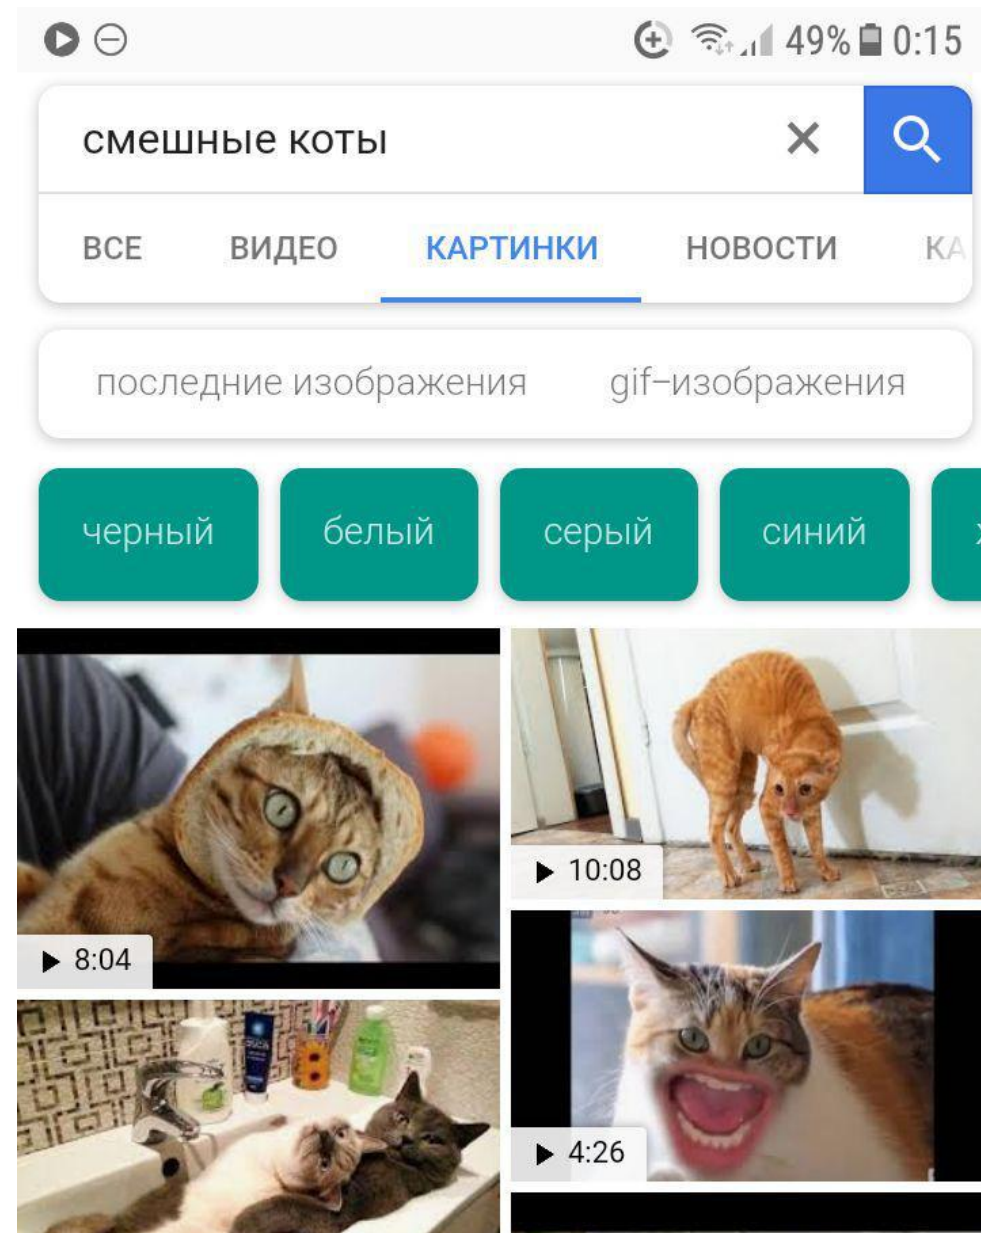 49% 0:15
смешные коты
ВСЕ ВИДЕО КАРТИНКИ НОВОСТИ КА
последние изображения gif-изображения
черный белый серый синий
10:08
8:04
4:26